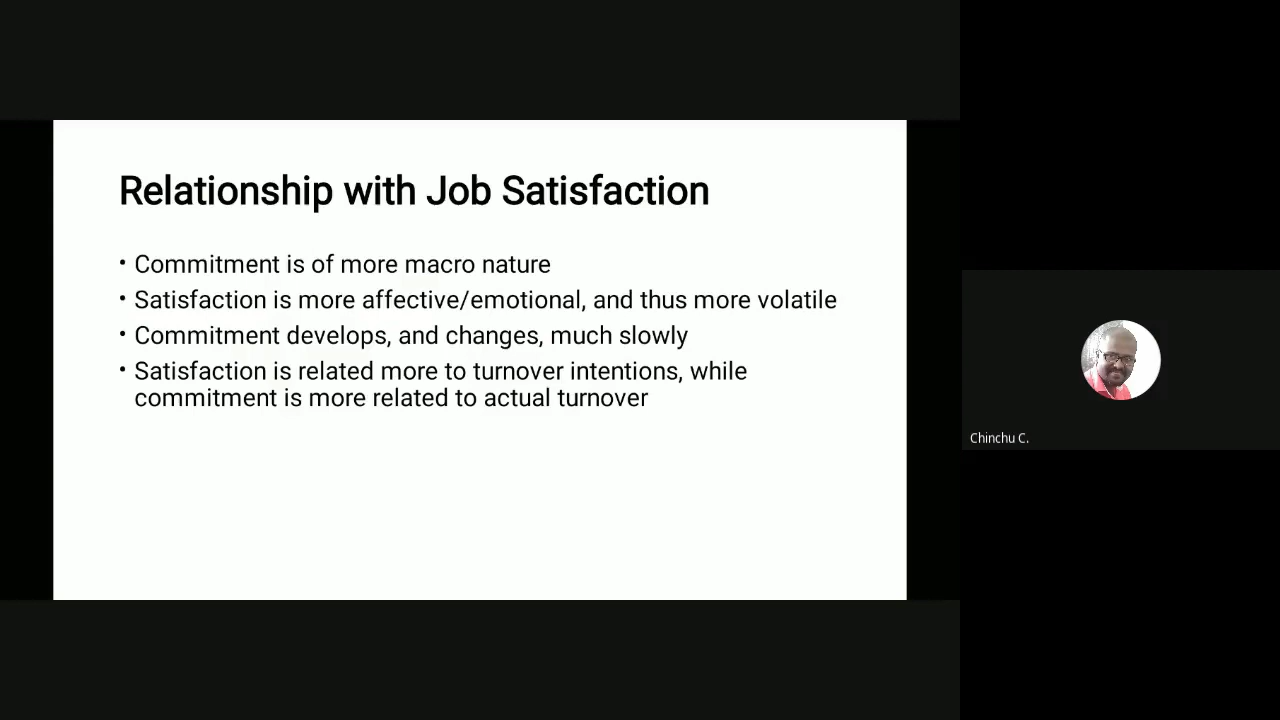 Relationship with Job Satisfaction
• Commitment is of more macro nature
• Satisfaction is more affective/emotional, and thus more volatile
• Commitment develops, and changes, much slowly
• Satisfaction is related more to turnover intentions, while
commitment is more related to actual turnover
Chinchu C.